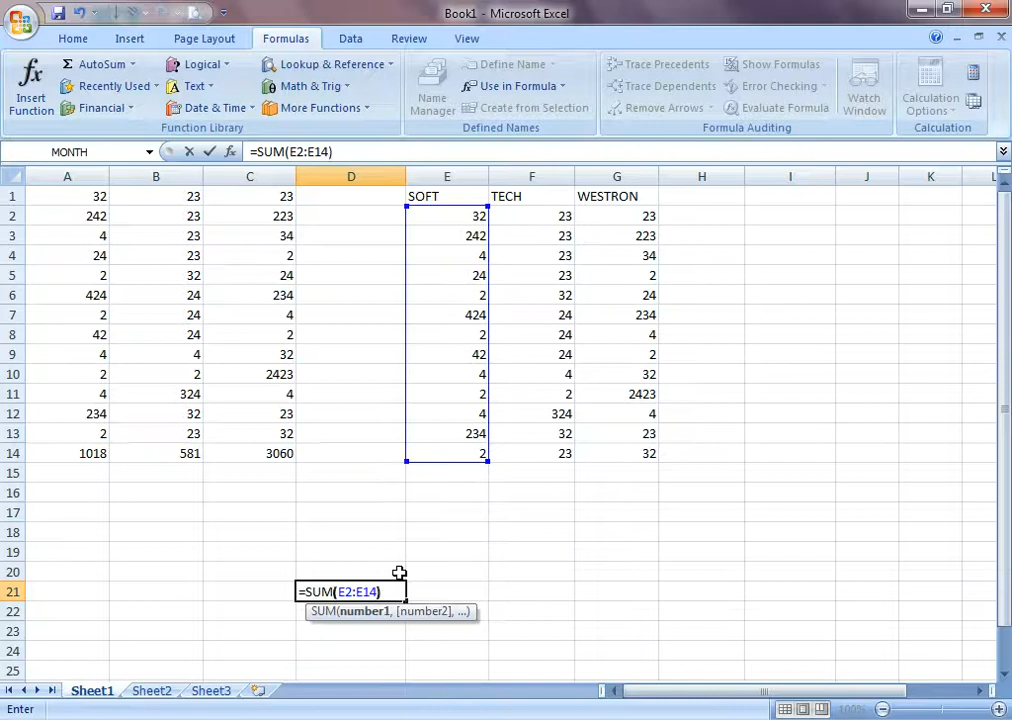 Book1 - Microsoft Excel
Home Insert Page Layout Formulas Data Review View
Insert Function
Σ AutoSum
Recently Used
Financial
Logical
Text
Date & Time
Lookup & Reference
Math & Trig
More Functions
Function Library
Name Manager
Define Name
Use in Formula
Create from Selection
Defined Names
Trace Precedents
Trace Dependents
Remove Arrows
Show Formulas
Error Checking
Evaluate Formula
Formula Auditing
Watch Window
Calculation Options
Calculation
MONTH fx =SUM(E2:E14)
A B C D E F G H I J K L
1 32 23 23 SOFT TECH WESTRON
2 242 23 223 32 23 23
3 4 23 34 242 23 223
4 24 23 2 4 23 34
5 2 32 24 24 23 2
6 424 24 234 2 32 24
7 2 24 4 424 24 234
8 42 24 2 2 24 4
9 4 4 32 42 24 2
10 2 2 2423 4 4 32
11 4 324 4 2 2 2423
12 234 32 23 4 324 4
13 2 23 32 234 32 23
14 1018 581 3060 2 23 32
15
16
17
18
19
20
21 =SUM(E2:E14)
22 SUM(number1, [number2], ...)
23
24
25
Sheet1 Sheet2 Sheet3
Enter 100%